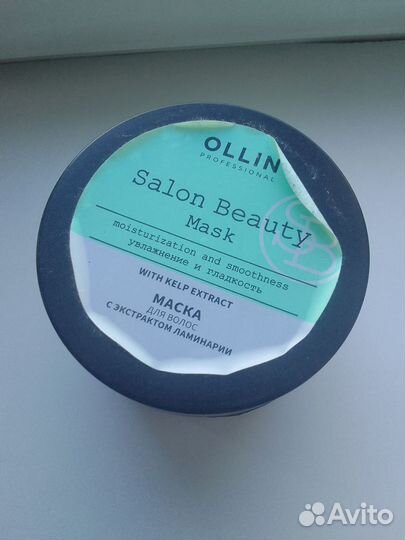 OLLIN
PROFESSIONAL
Salon Beauty
Mask
moisturization and smoothness
увлажнение и гладкость
WITH KELP EXTRACT
МАСКА
ДЛЯ ВОЛОС
С ЭКСТРАКТОМ ЛАМИНАРИИ
Avito